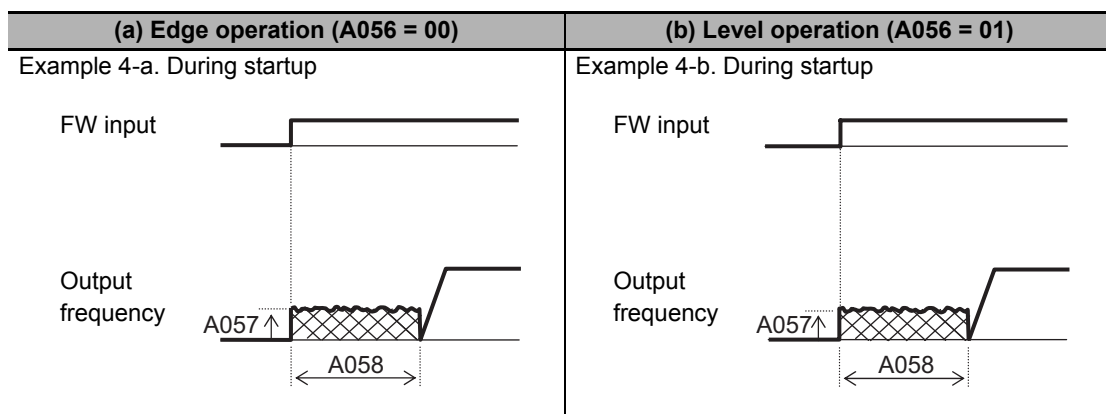 (a) Edge operation (A056 = 00)
(b) Level operation (A056 = 01)
Example 4-a. During startup
FW input
Output
frequency
A057
A058
Example 4-b. During startup
FW input
Output
frequency
A057
A058